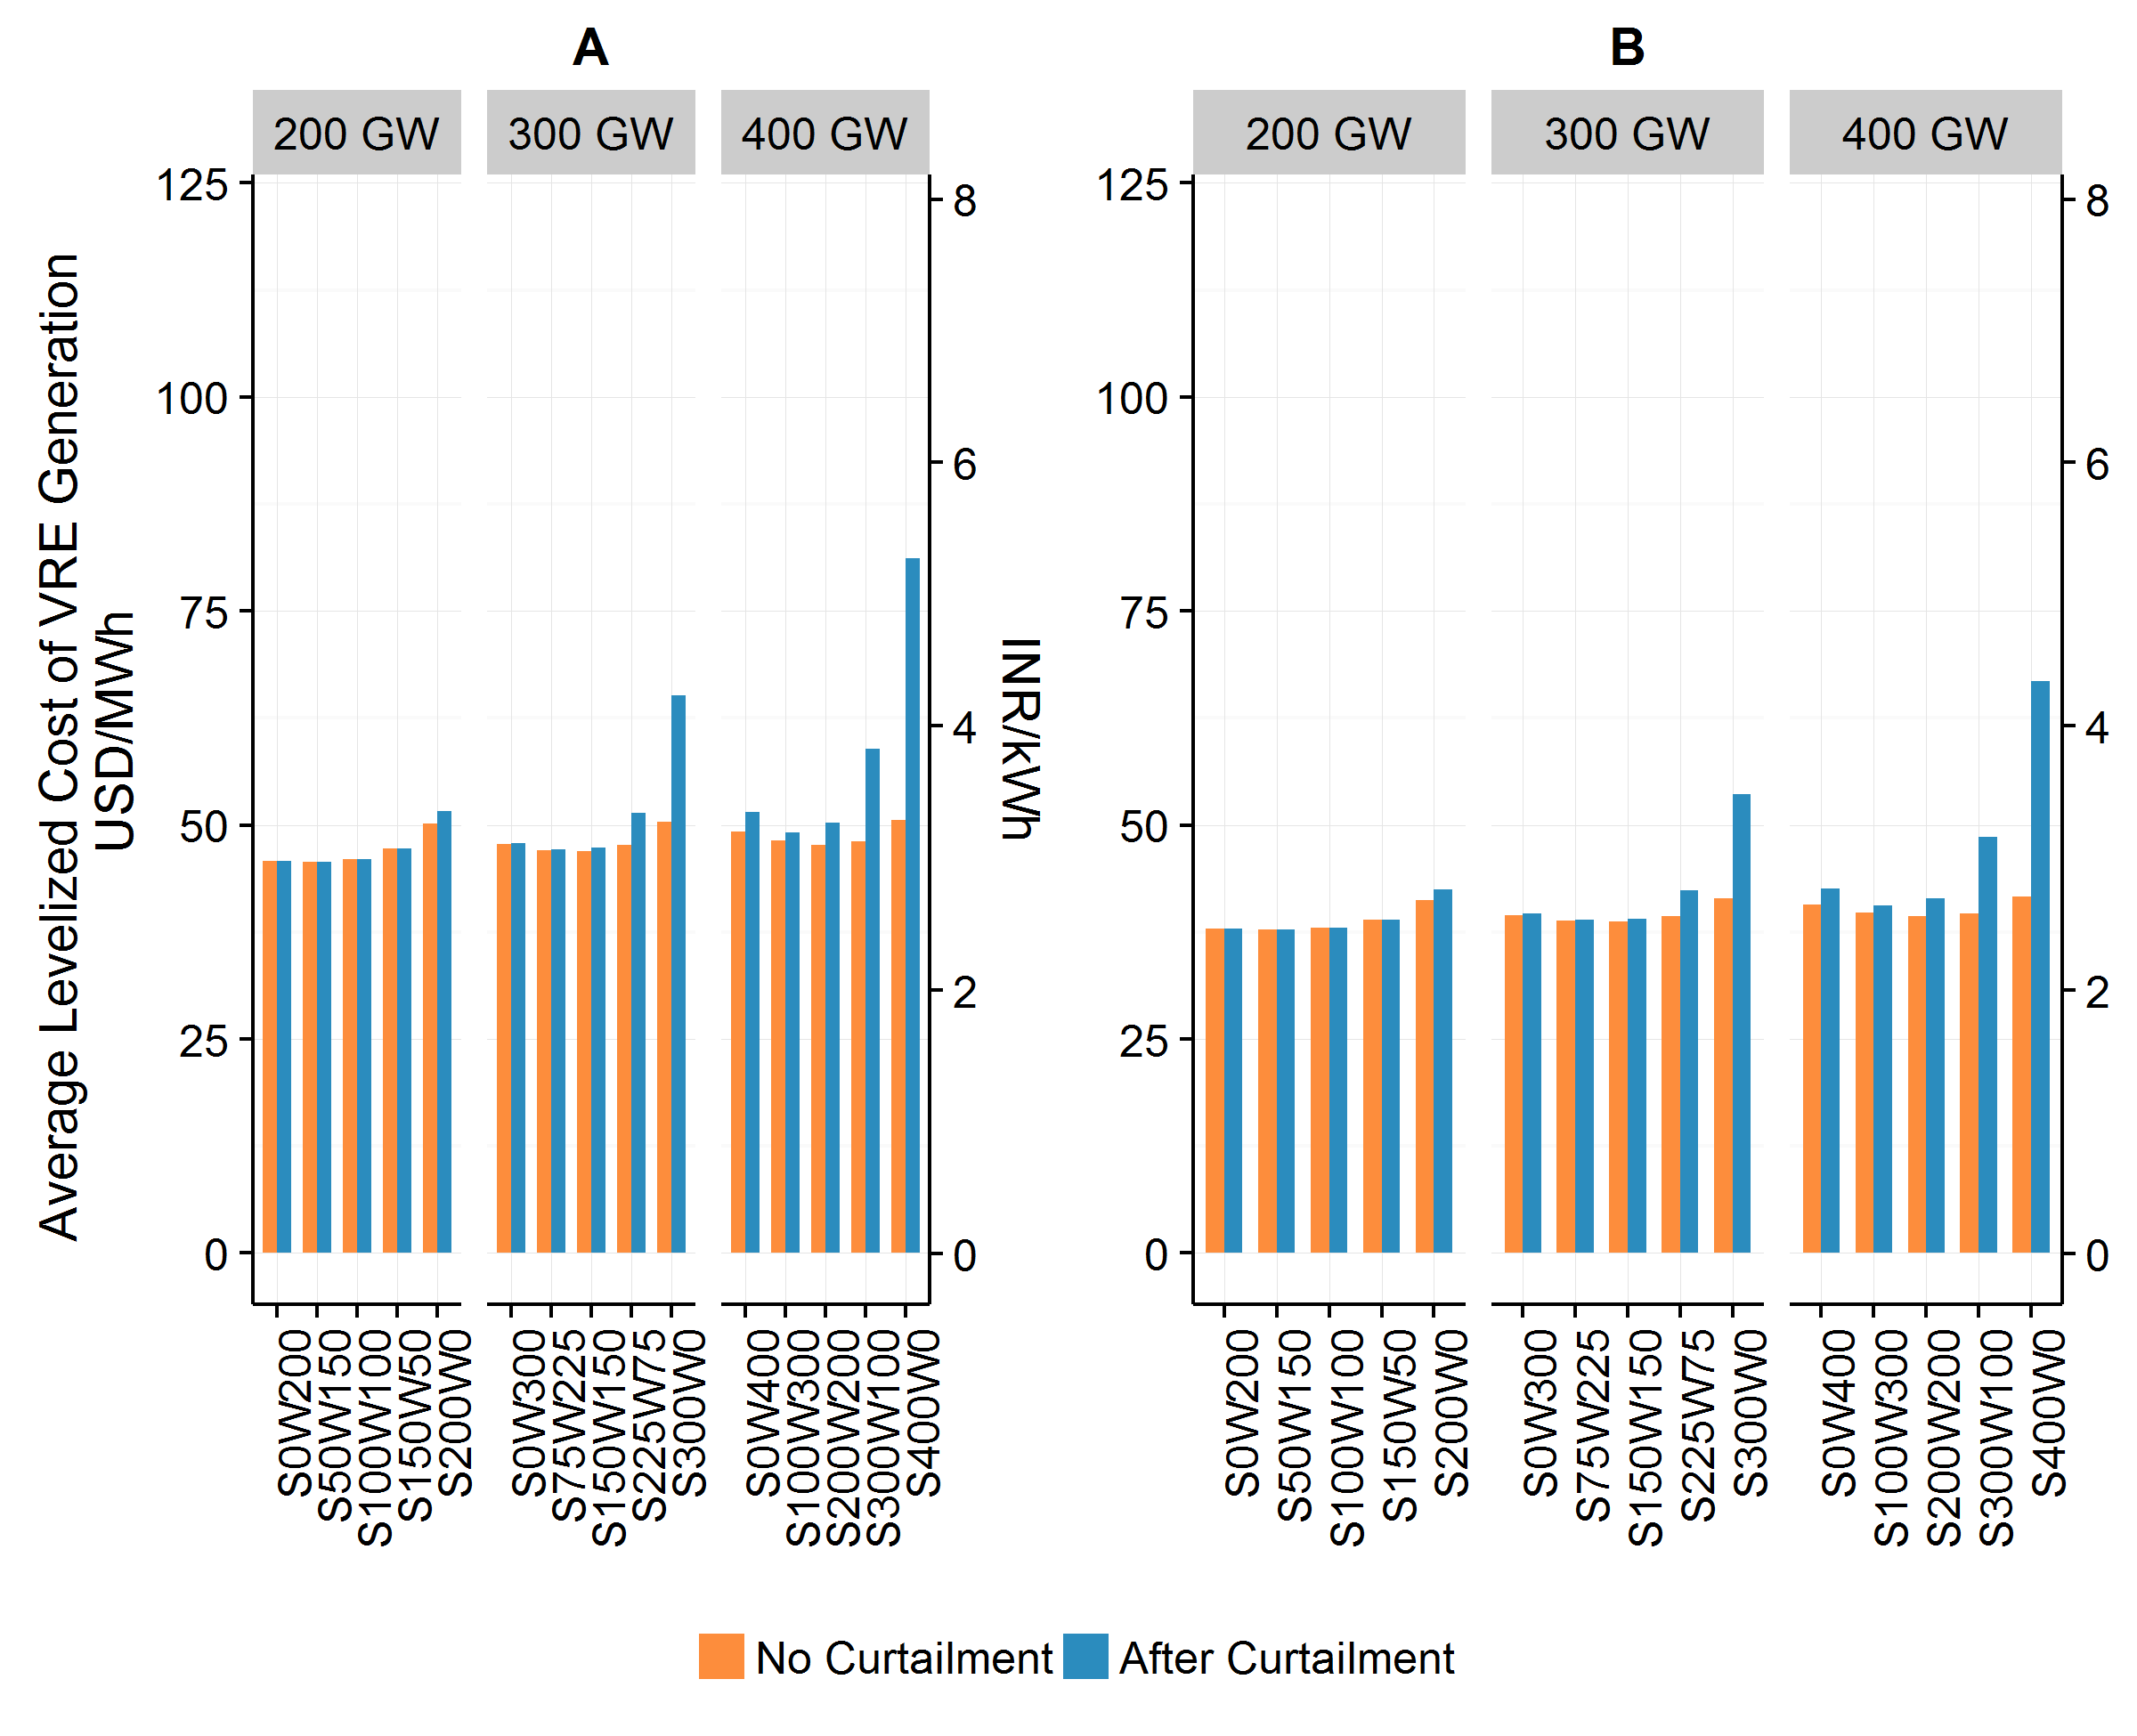 A
B
200 GW
300 GW
400 GW
200 GW
300 GW
400 GW
Average Levelized Cost of VRE Generation
USD/MWh
125
100
75
50
25
0
8
6
4
2
0
INR/kWh
125
100
75
50
25
0
8
6
4
2
0
S0W200
S50W150
S100W100
S150W50
S200W0
S0W300
S75W225
S150W150
S225W75
S300W0
S0W400
S100W300
S200W200
S300W100
S400W0
S0W200
S50W150
S100W100
S150W50
S200W0
S0W300
S75W225
S150W150
S225W75
S300W0
S0W400
S100W300
S200W200
S300W100
S400W0
No Curtailment
After Curtailment